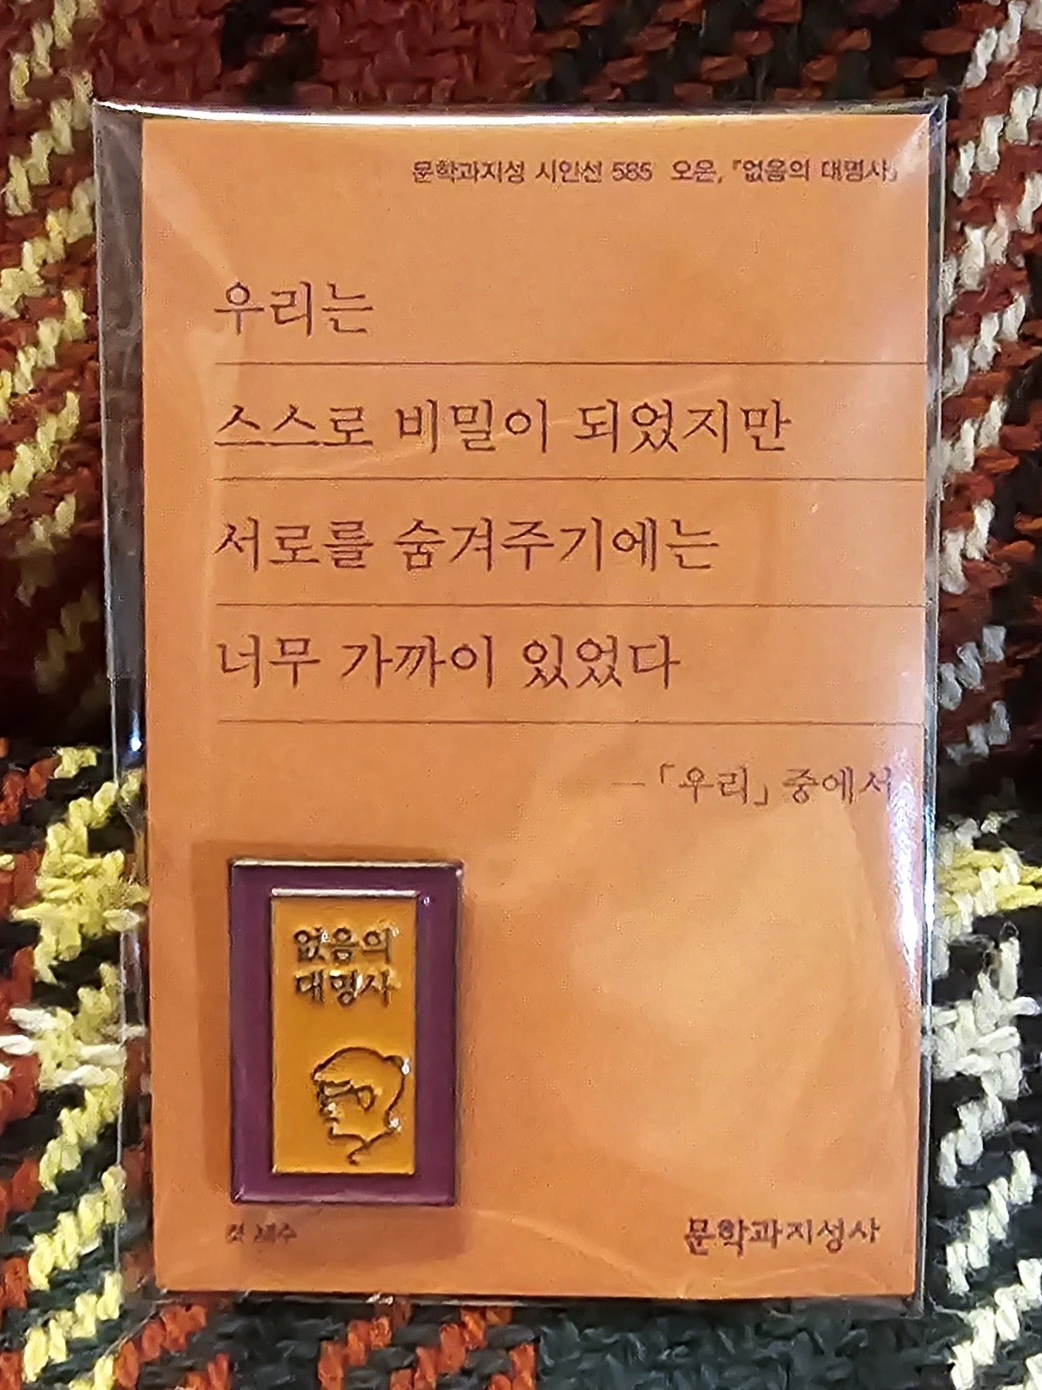 문학과지성 시인선 585 오은, 『없음의 대명사』
우리는
스스로 비밀이 되었지만
서로를 숨겨주기에는
너무 가까이 있었다
―「우리」 중에서
없음의
대명사
컷
문학과지성사